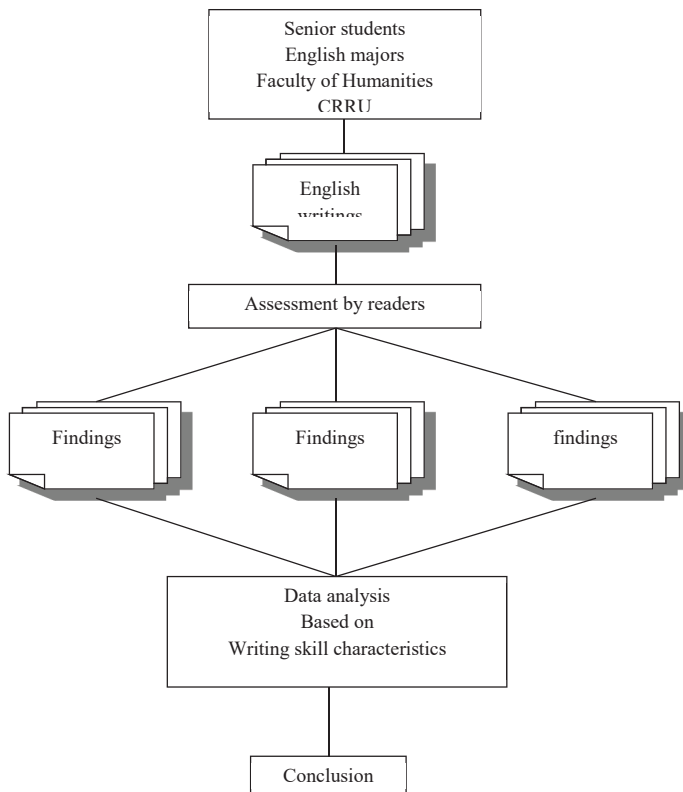 Senior students
English majors
Faculty of Humanities
CRRU
English
writings
Assessment by readers
Findings
Findings
findings
Data analysis
Based on
Writing skill characteristics
Conclusion